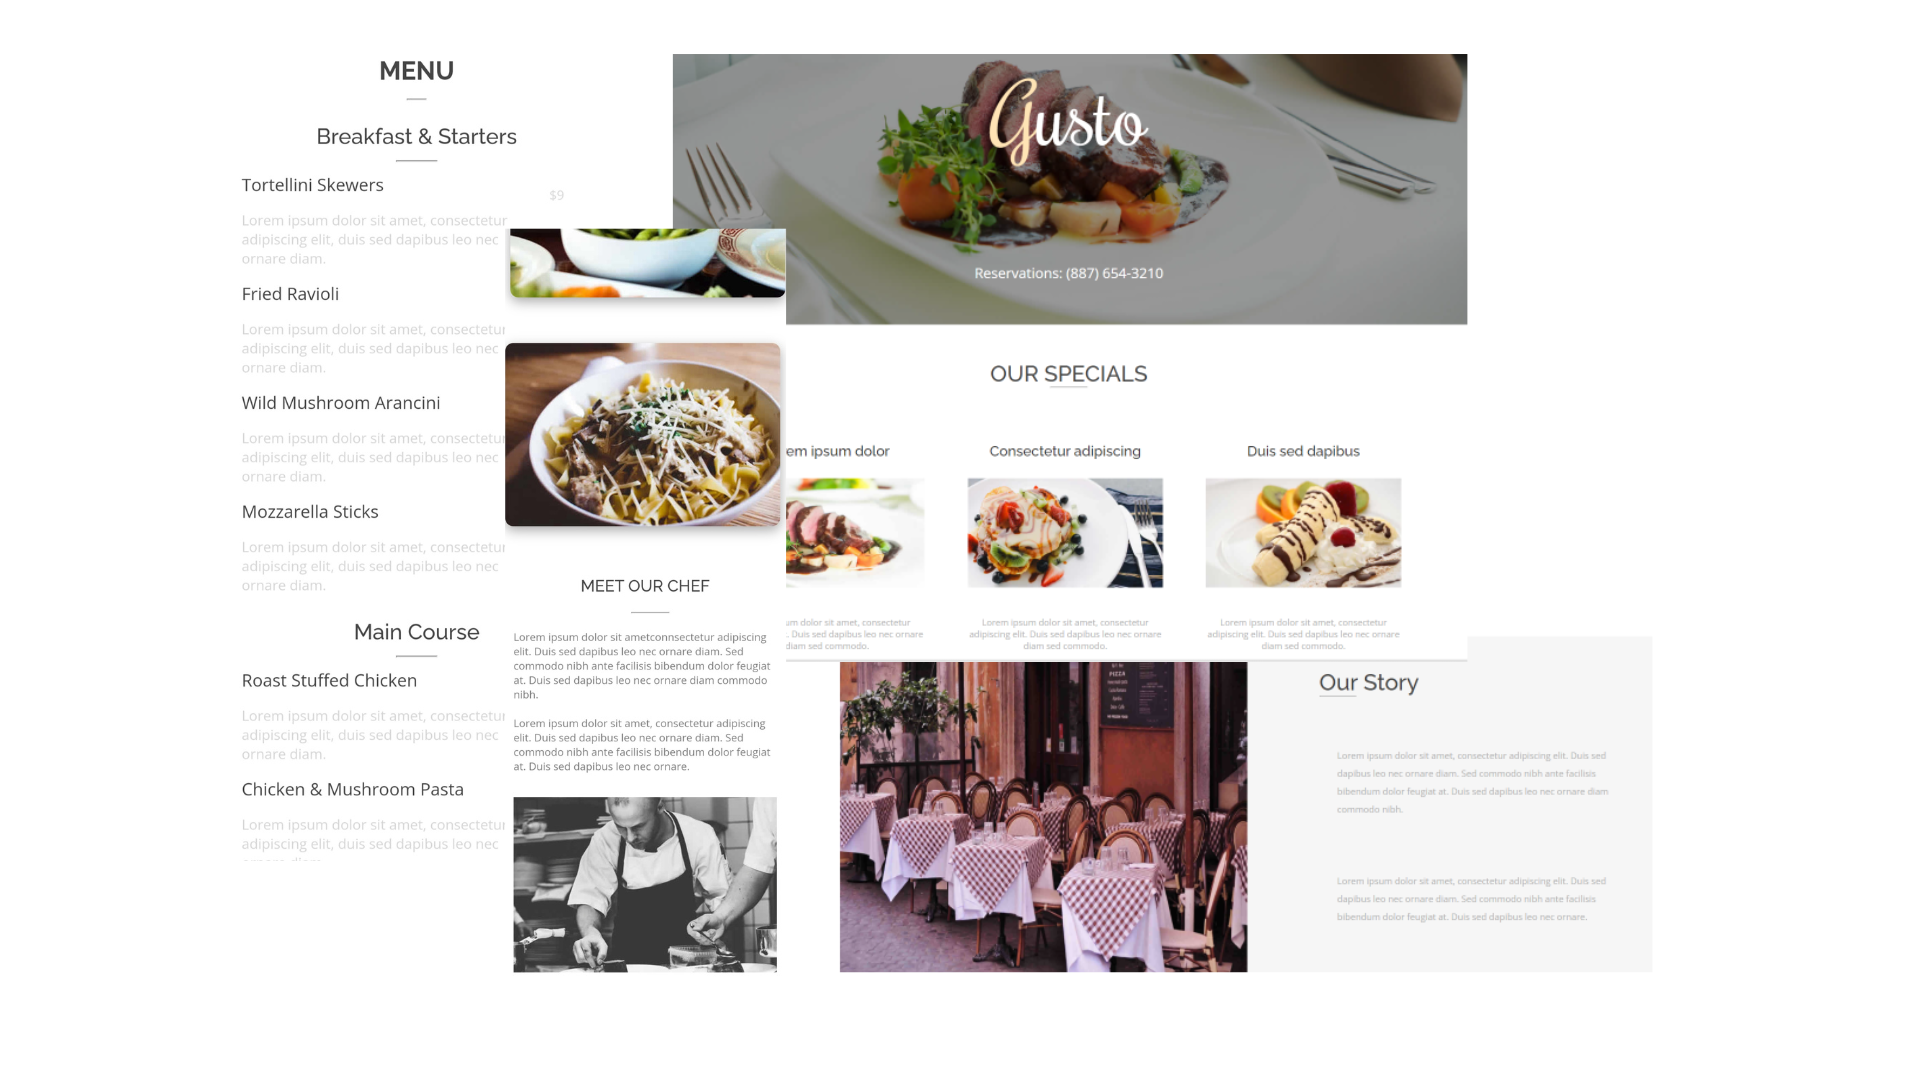 MENU
Breakfast & Starters
Tortellini Skewers
$9
Lorem ipsum dolor sit amet, consectetur
adipiscing elit, duis sed dapibus leo nec
ornare diam.
Fried Ravioli
Lorem ipsum dolor sit amet, consectetur
adipiscing elit, duis sed dapibus leo nec
ornare diam.
Wild Mushroom Arancini
Lorem ipsum dolor sit amet, consectetur
adipiscing elit, duis sed dapibus leo nec
ornare diam.
Mozzarella Sticks
Lorem ipsum dolor sit amet, consectetur
adipiscing elit, duis sed dapibus leo nec
ornare diam.
Main Course
Roast Stuffed Chicken
Lorem ipsum dolor sit amet, consectetur
adipiscing elit, duis sed dapibus leo nec
ornare diam.
Chicken & Mushroom Pasta
Lorem ipsum dolor sit amet, consectetur
adipiscing elit, duis sed dapibus leo nec
MEET OUR CHEF
Lorem ipsum dolor sit ametconnsectetur adipiscing
elit. Duis sed dapibus leo nec ornare diam. Sed
commodo nibh ante facilisis bibendum dolor feugiat
at. Duis sed dapibus leo nec ornare diam commodo
nibh.
Lorem ipsum dolor sit amet, consectetur adipiscing
elit. Duis sed dapibus leo nec ornare diam. Sed
commodo nibh ante facilisis bibendum dolor feugiat
at. Duis sed dapibus leo nec ornare.
Gusto
Reservations: (887) 654-3210
OUR SPECIALS
em ipsum dolor
um dolor sit amet, consectetur
. Duis sed dapibus leo nec ornare
diam sed commodo.
Consectetur adipiscing
Lorem ipsum dolor sit amet, consectetur
adipiscing elit. Duis sed dapibus leo nec ornare
diam sed commodo.
Duis sed dapibus
Lorem ipsum dolor sit amet, consectetur
adipiscing elit. Duis sed dapibus leo nec ornare
diam sed commodo.
PIZZA
Our Story
Lorem ipsum dolor sit amet, consectetur adipiscing elit. Duis sed
dapibus leo nec ornare diam. Sed commodo nibh ante facilisis
bibendum dolor feugiat at. Duis sed dapibus leo nec ornare diam
commodo nibh.
Lorem ipsum dolor sit amet, consectetur adipiscing elit. Duis sed
dapibus leo nec ornare diam. Sed commodo nibh ante facilisis
bibendum dolor feugiat at. Duis sed dapibus leo nec ornare.